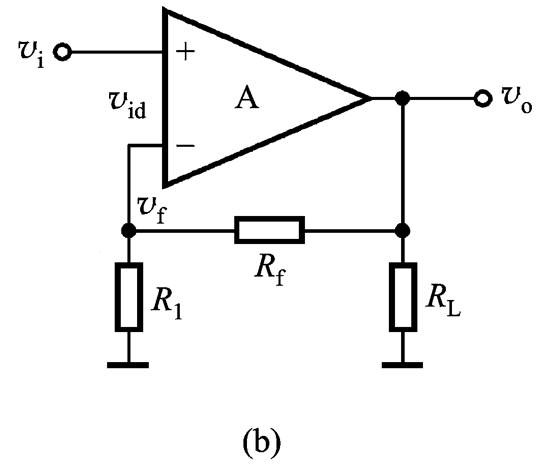 v_i + v_id A v_o
−
v_f
R_f
R_1 R_L
(b)